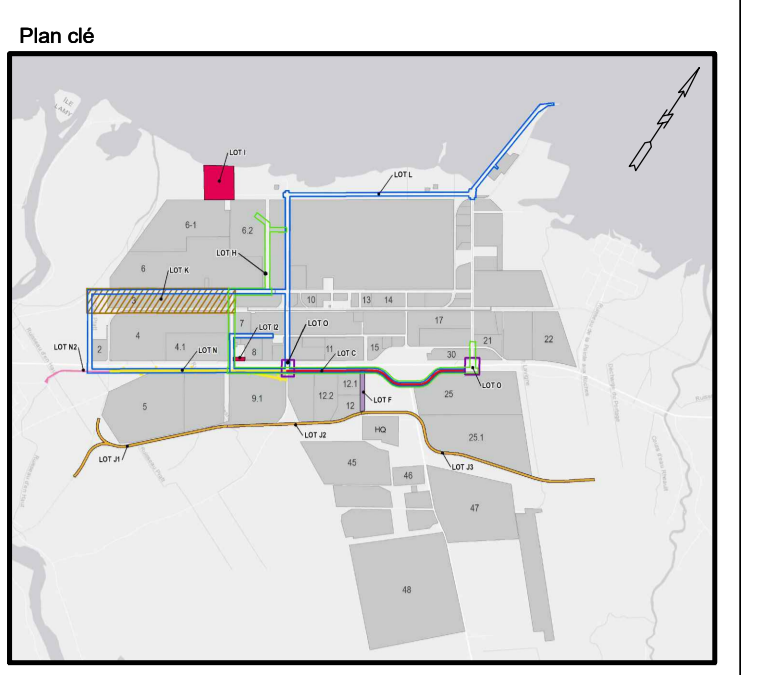 Plan clé
ÎLE
LAMY
LOT I
LOT L
6-1
6.2
LOT H
6
LOT K
3
10
13
14
17
7
LOT I2
LOT O
4
21
22
LOT N2
2
4.1
LOT N
8
11
LOT C
15
30
LOT O
12.1
LOT F
5
9.1
12.2
12
25
LOT J2
HQ
25.1
LOT J1
LOT J3
45
46
47
48